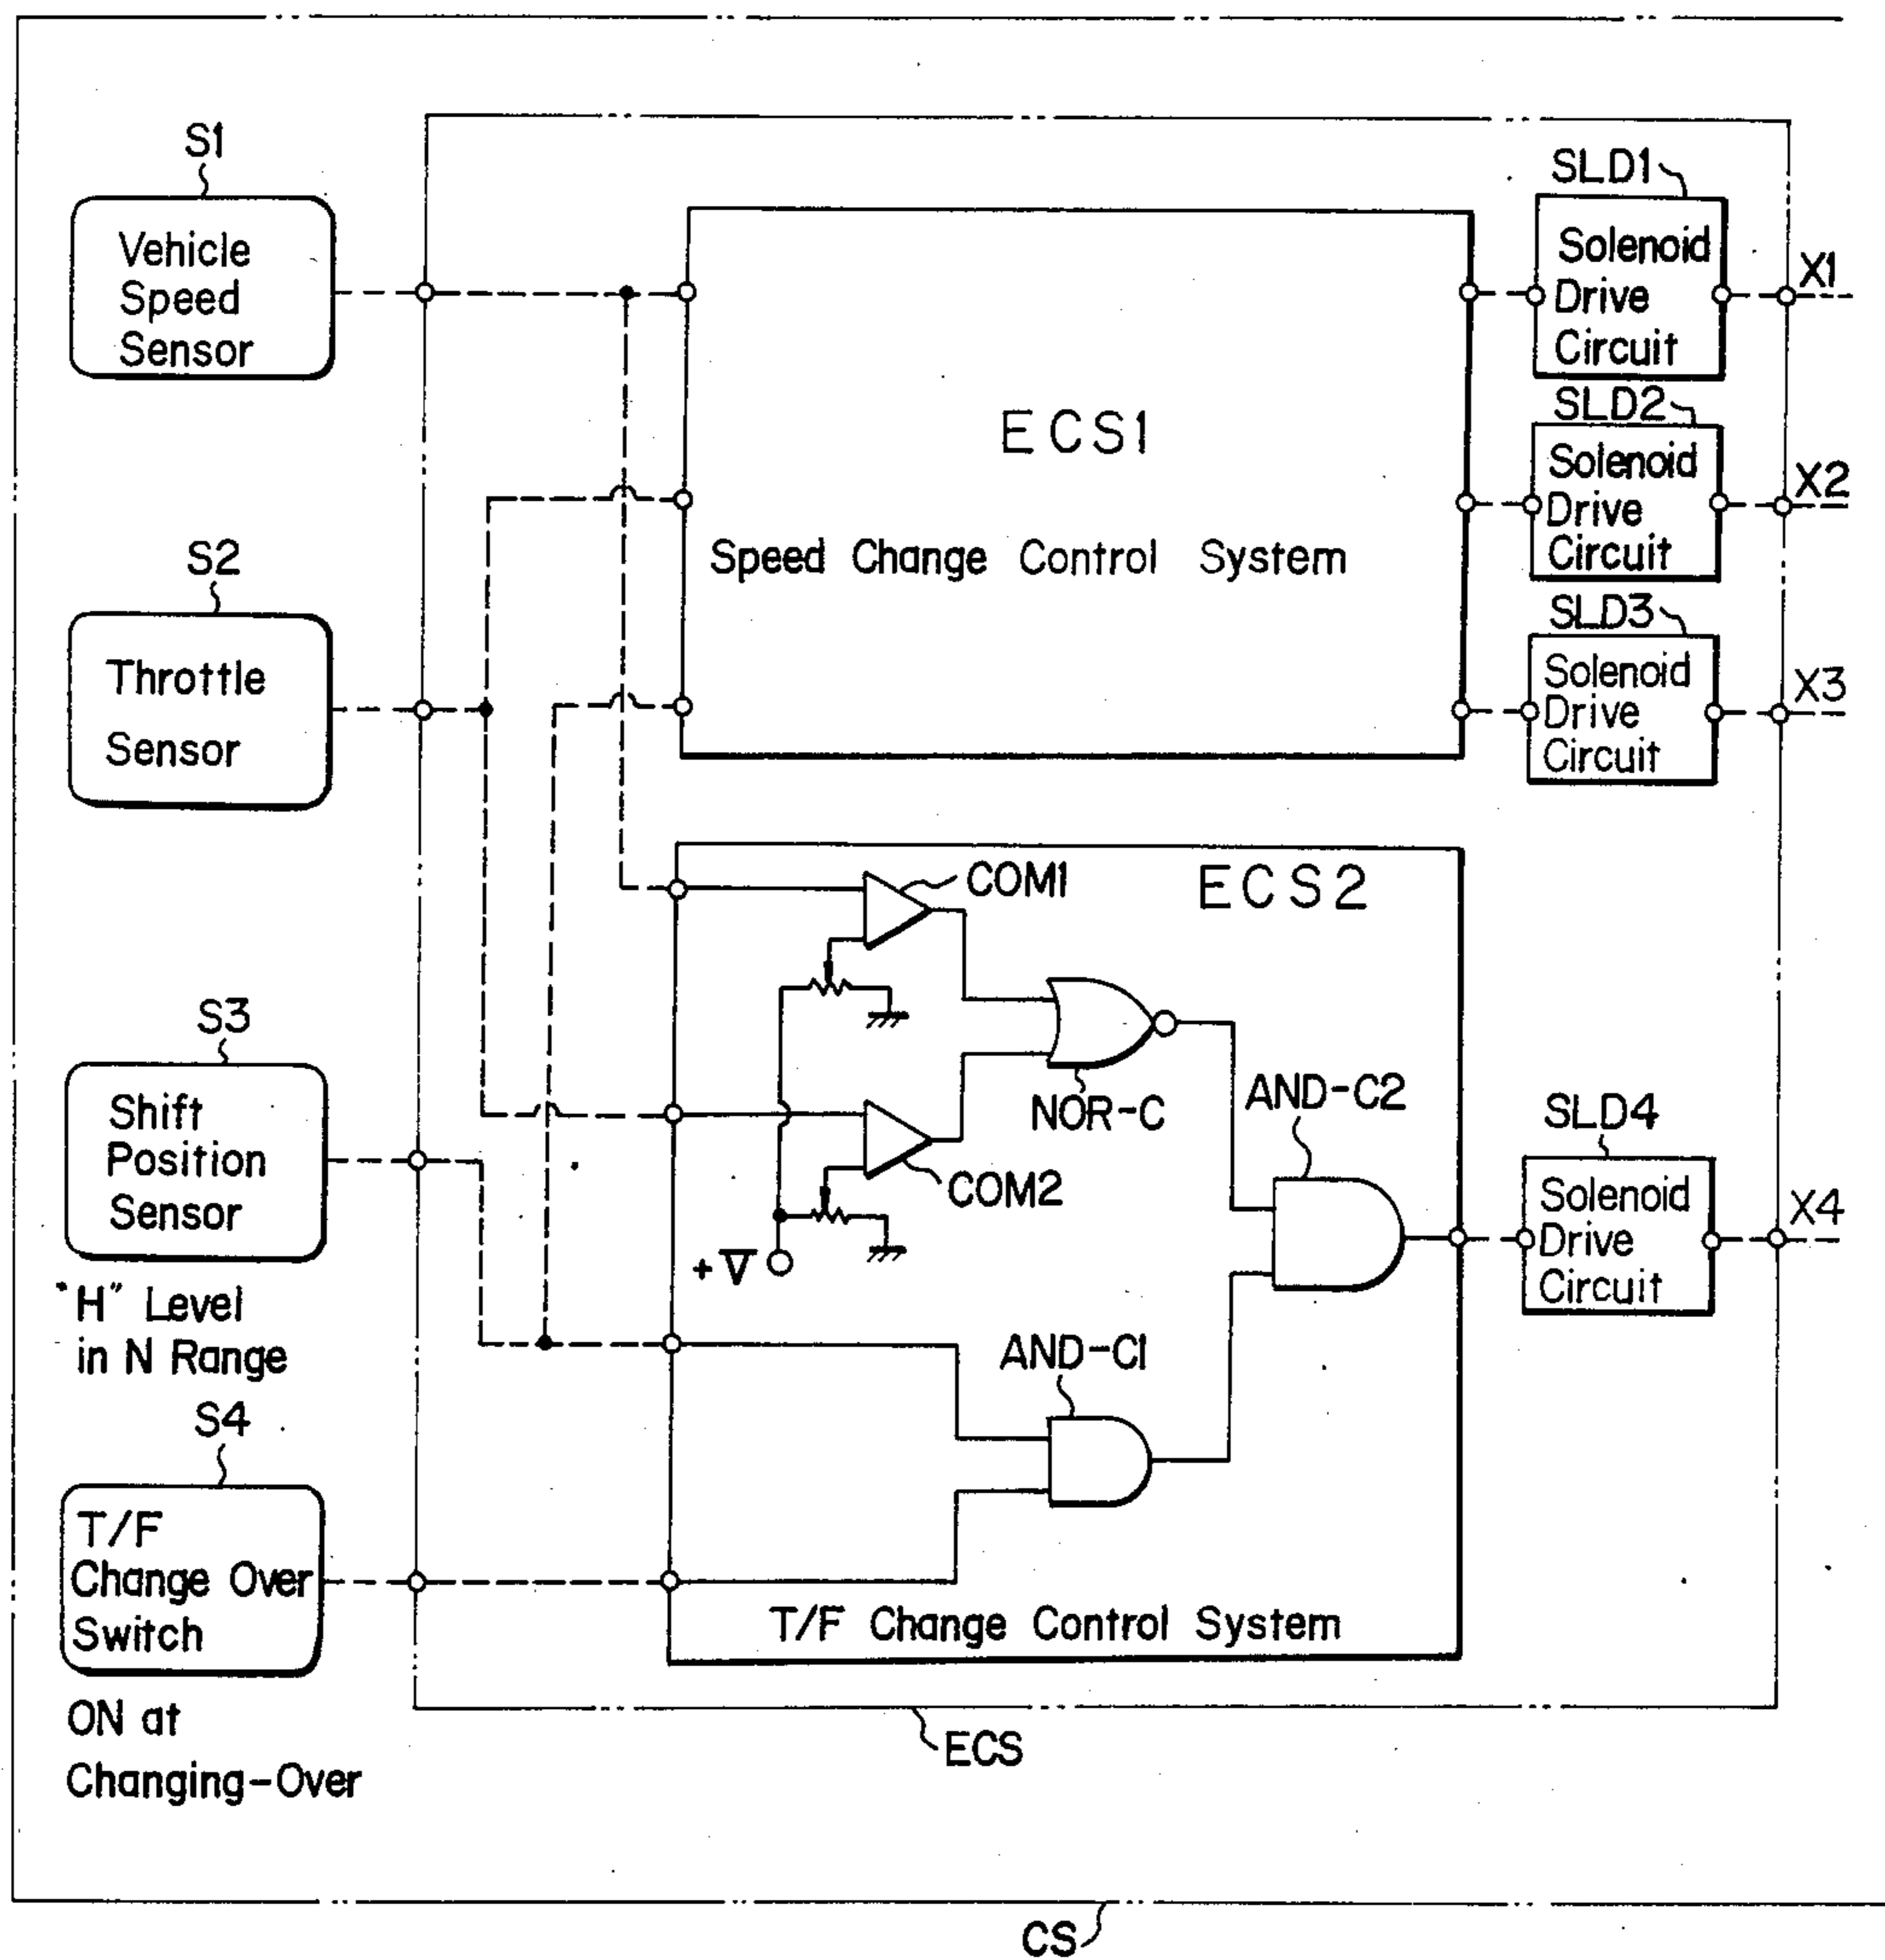 S1
Vehicle
Speed
Sensor
S2
Throttle
Sensor
S3
Shift
Position
Sensor
"H" Level
in N Range
S4
T/F
Change Over
Switch
ON at
Changing-Over
ECS1
Speed Change Control System
SLD1
Solenoid
Drive
Circuit
X1
SLD2
Solenoid
Drive
Circuit
X2
SLD3
Solenoid
Drive
Circuit
X3
ECS2
COM1
NOR-C
COM2
+V
AND-C2
AND-C1
T/F Change Control System
SLD4
Solenoid
Drive
Circuit
X4
ECS
CS